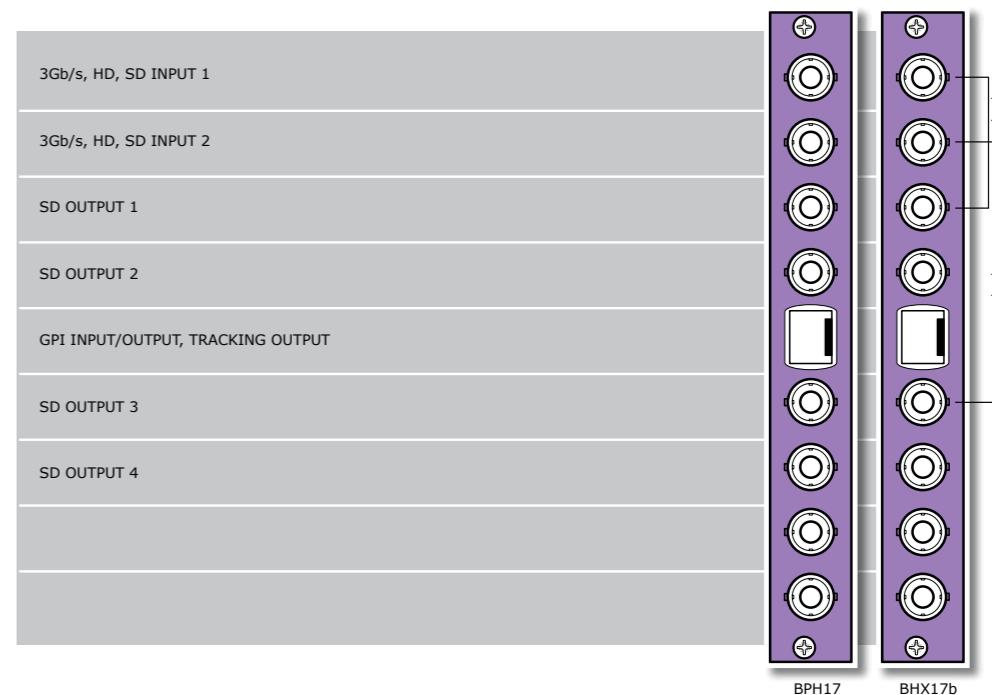 3Gb/s, HD, SD INPUT 1
3Gb/s, HD, SD INPUT 2
SD OUTPUT 1
SD OUTPUT 2
GPI INPUT/OUTPUT, TRACKING OUTPUT
SD OUTPUT 3
SD OUTPUT 4
BPH17 BHX17b